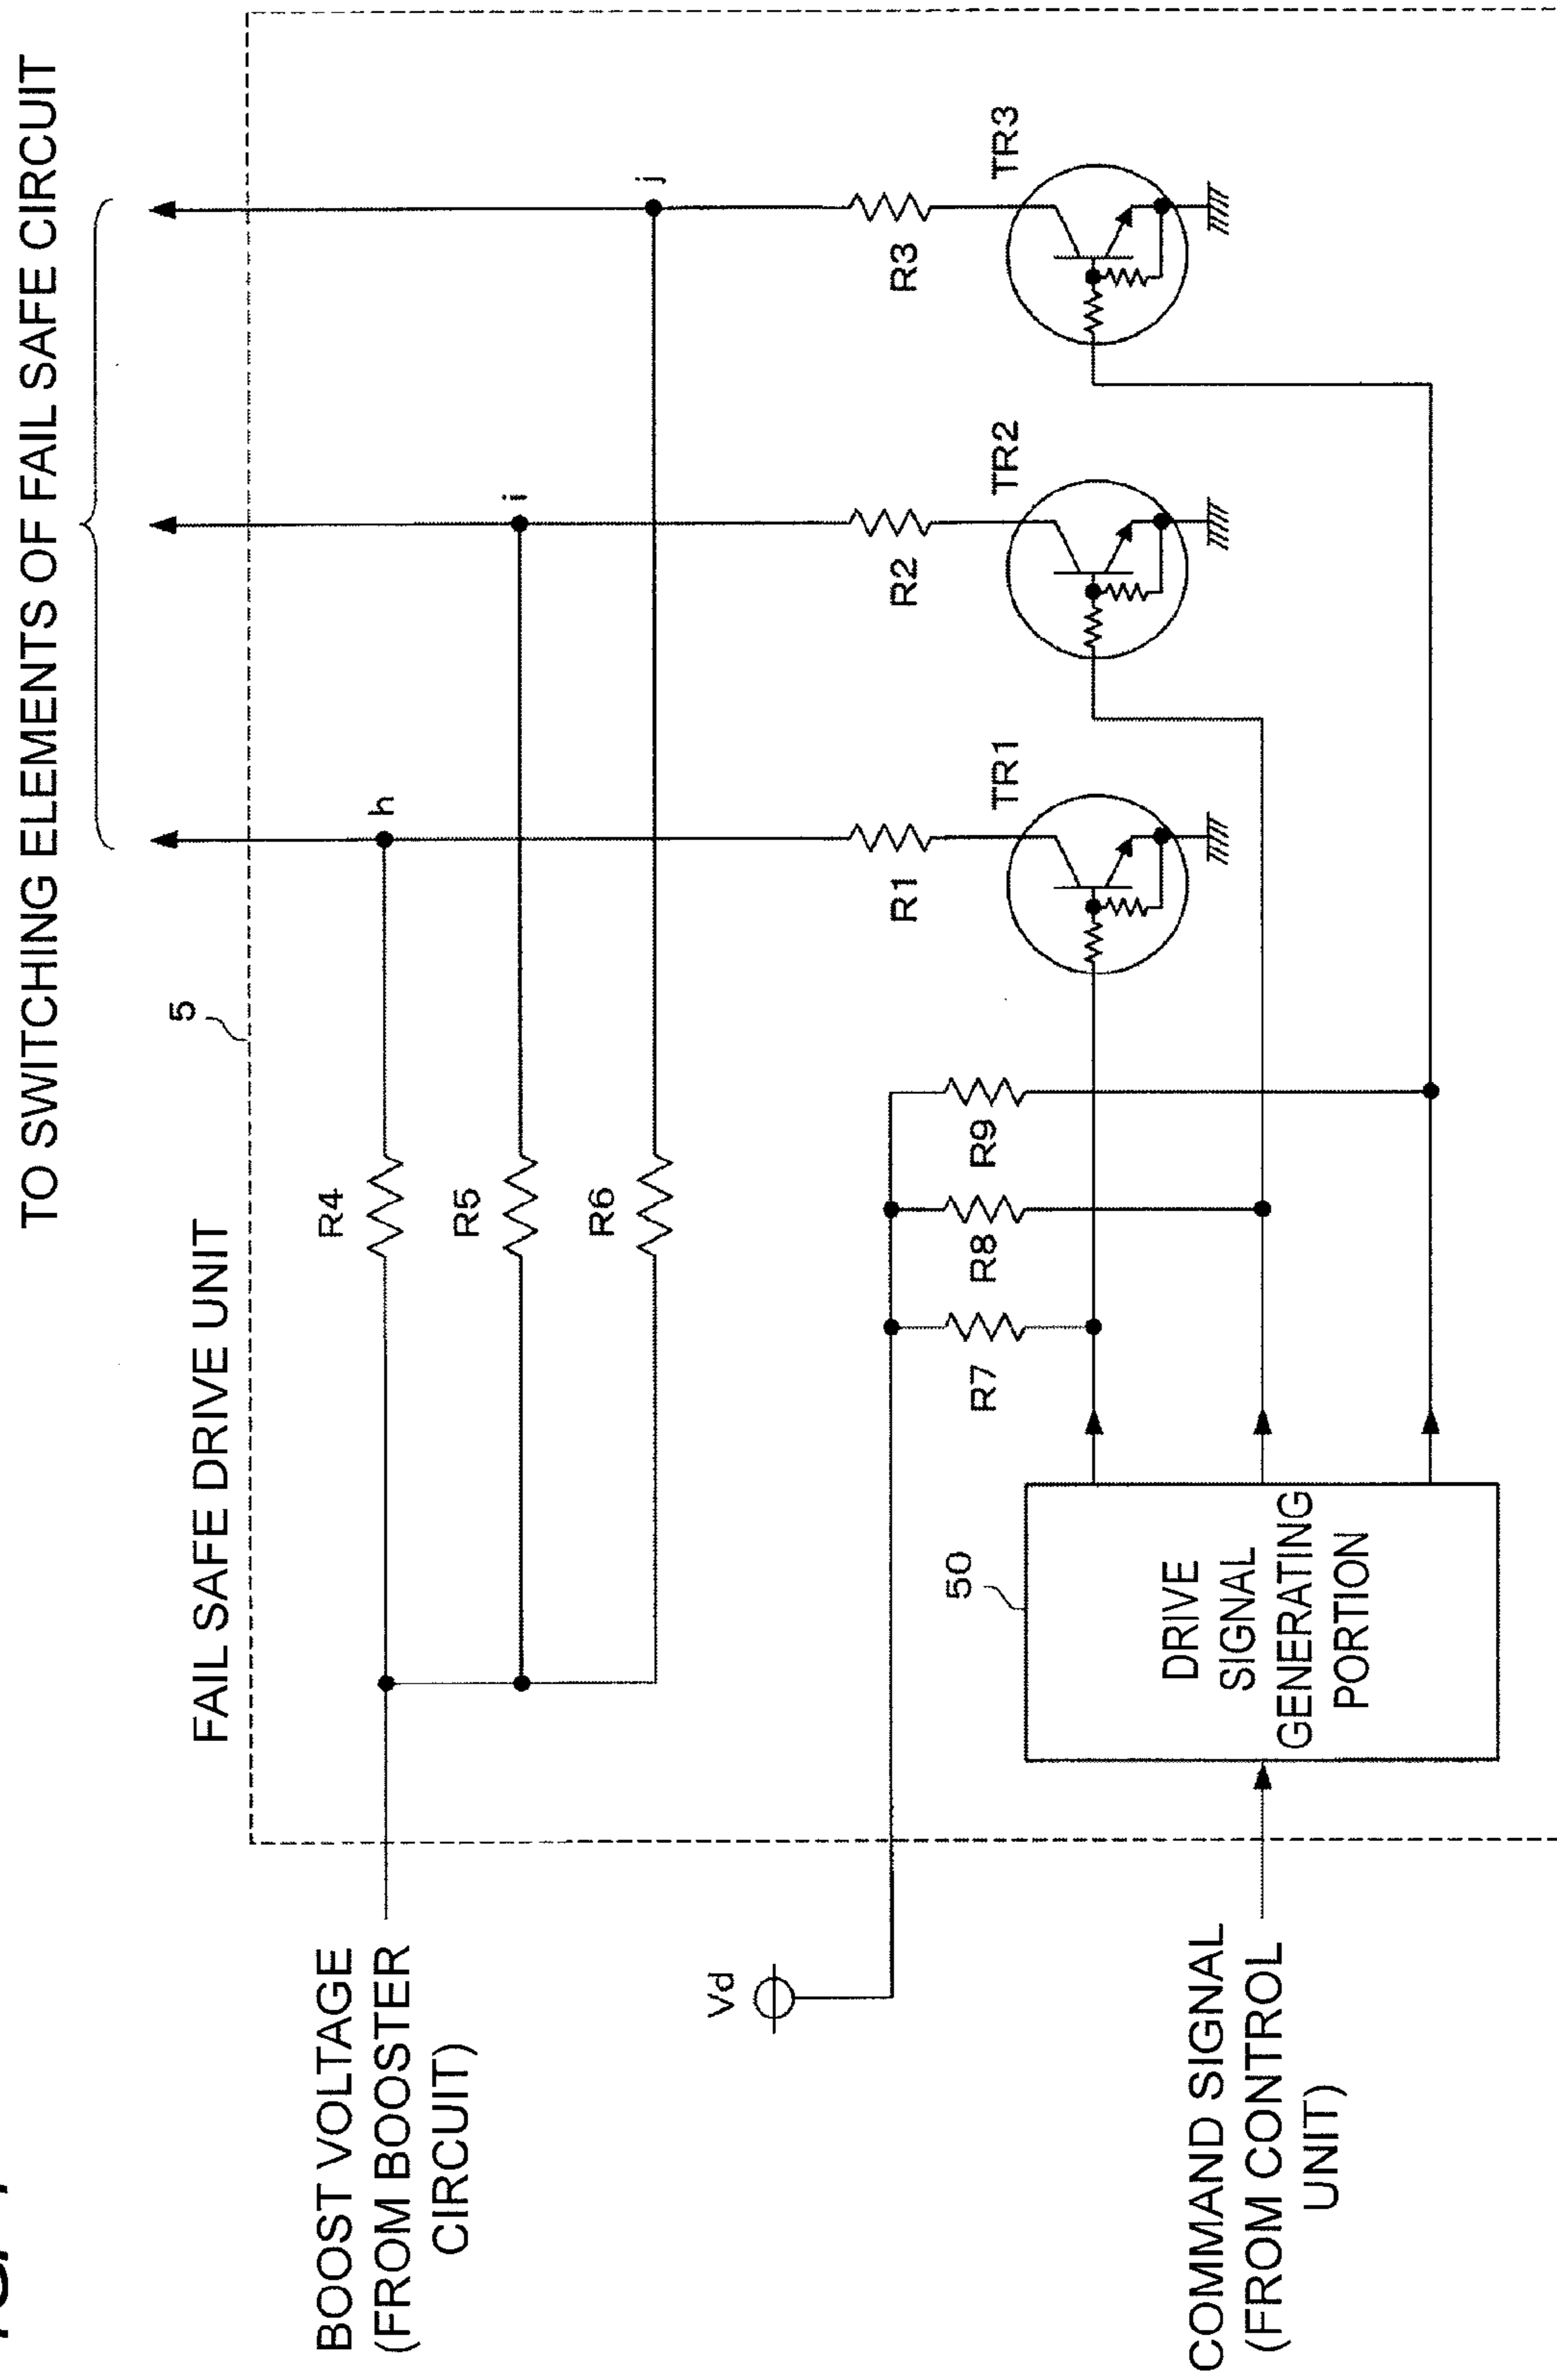 TO SWITCHING ELEMENTS OF FAIL SAFE CIRCUIT
FAIL SAFE DRIVE UNIT
5
BOOST VOLTAGE
(FROM BOOSTER
CIRCUIT)
R4
R5
R6
h
i
j
Vd
R7
R8
R9
R1
R2
R3
TR1
TR2
TR3
50
DRIVE
SIGNAL
GENERATING
PORTION
COMMAND SIGNAL
(FROM CONTROL
UNIT)